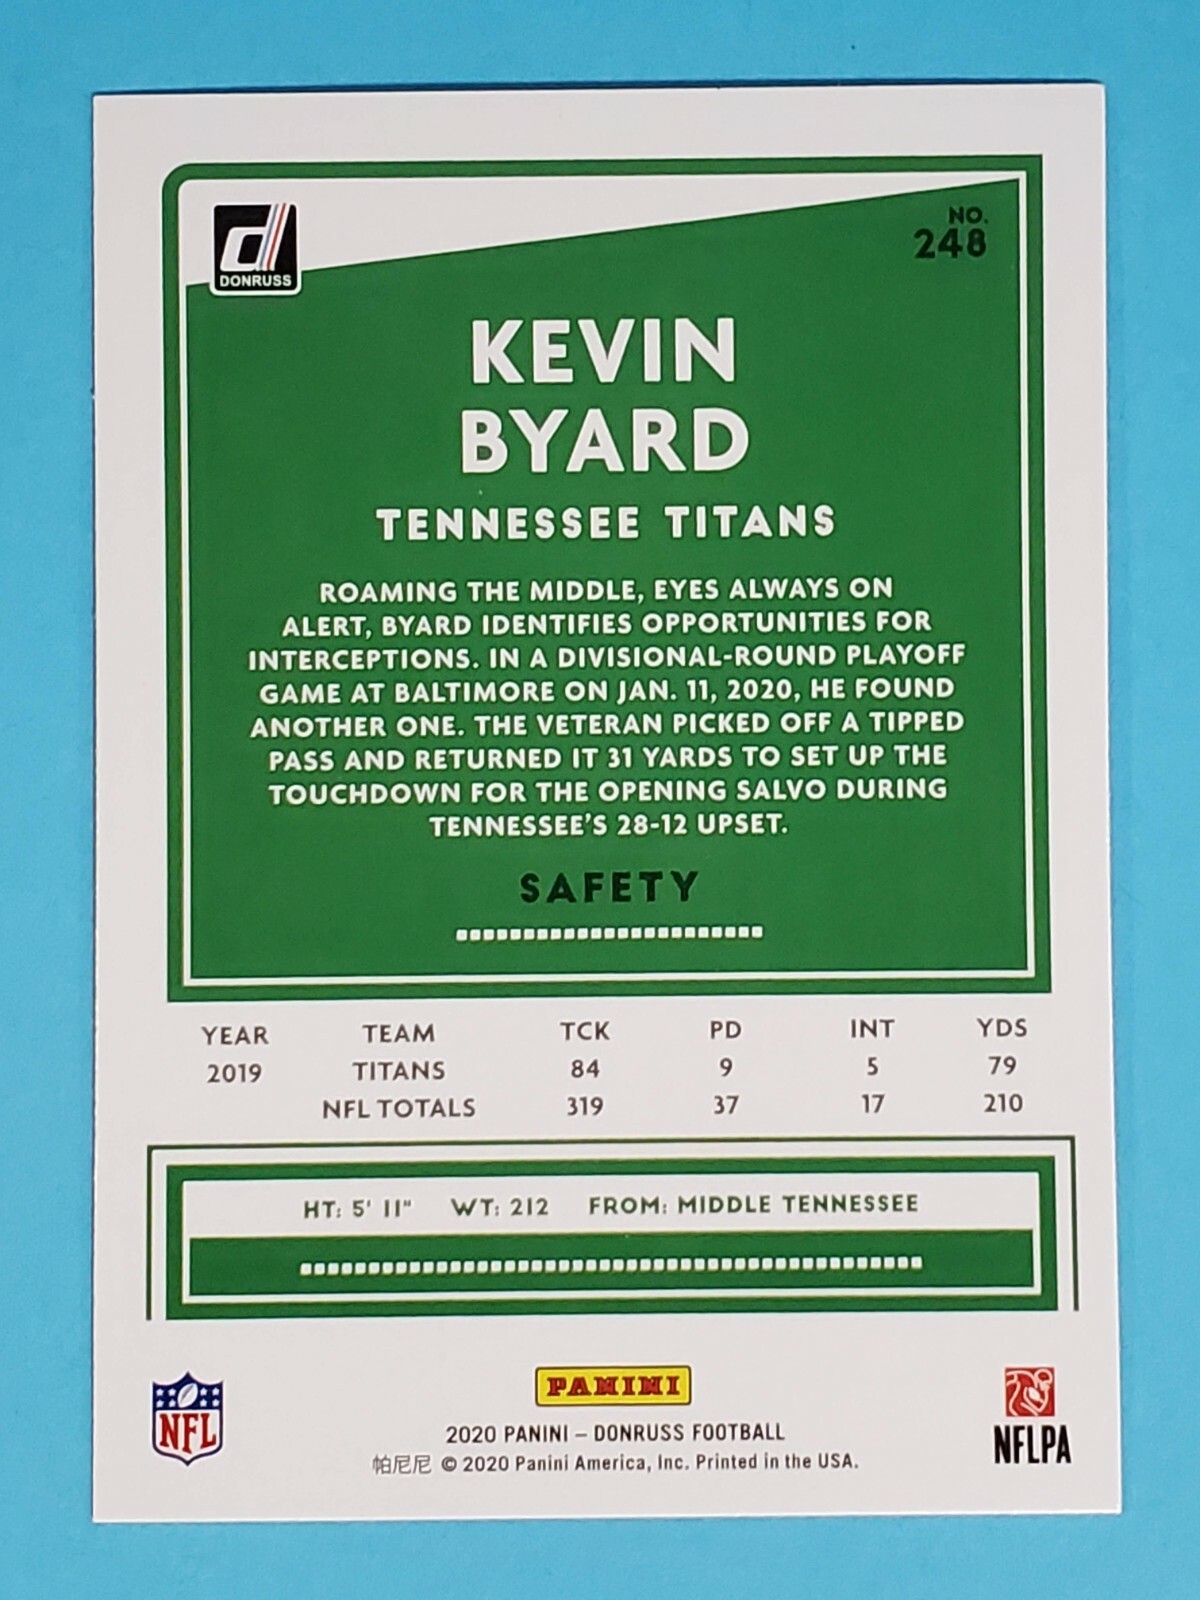 DONRUSS
NO.
248
KEVIN
BYARD
TENNESSEE TITANS
ROAMING THE MIDDLE, EYES ALWAYS ON
ALERT, BYARD IDENTIFIES OPPORTUNITIES FOR
INTERCEPTIONS. IN A DIVISIONAL-ROUND PLAYOFF
GAME AT BALTIMORE ON JAN. 11, 2020, HE FOUND
ANOTHER ONE. THE VETERAN PICKED OFF A TIPPED
PASS AND RETURNED IT 31 YARDS TO SET UP THE
TOUCHDOWN FOR THE OPENING SALVO DURING
TENNESSEE'S 28-12 UPSET.
SAFETY
YEAR TEAM TCK PD INT YDS
2019 TITANS 84 9 5 79
NFL TOTALS 319 37 17 210
HT: 5' 11" WT: 212 FROM: MIDDLE TENNESSEE
NFL
PANINI
NFLPA
2020 PANINI – DONRUSS FOOTBALL
帕尼尼 © 2020 Panini America, Inc. Printed in the USA.